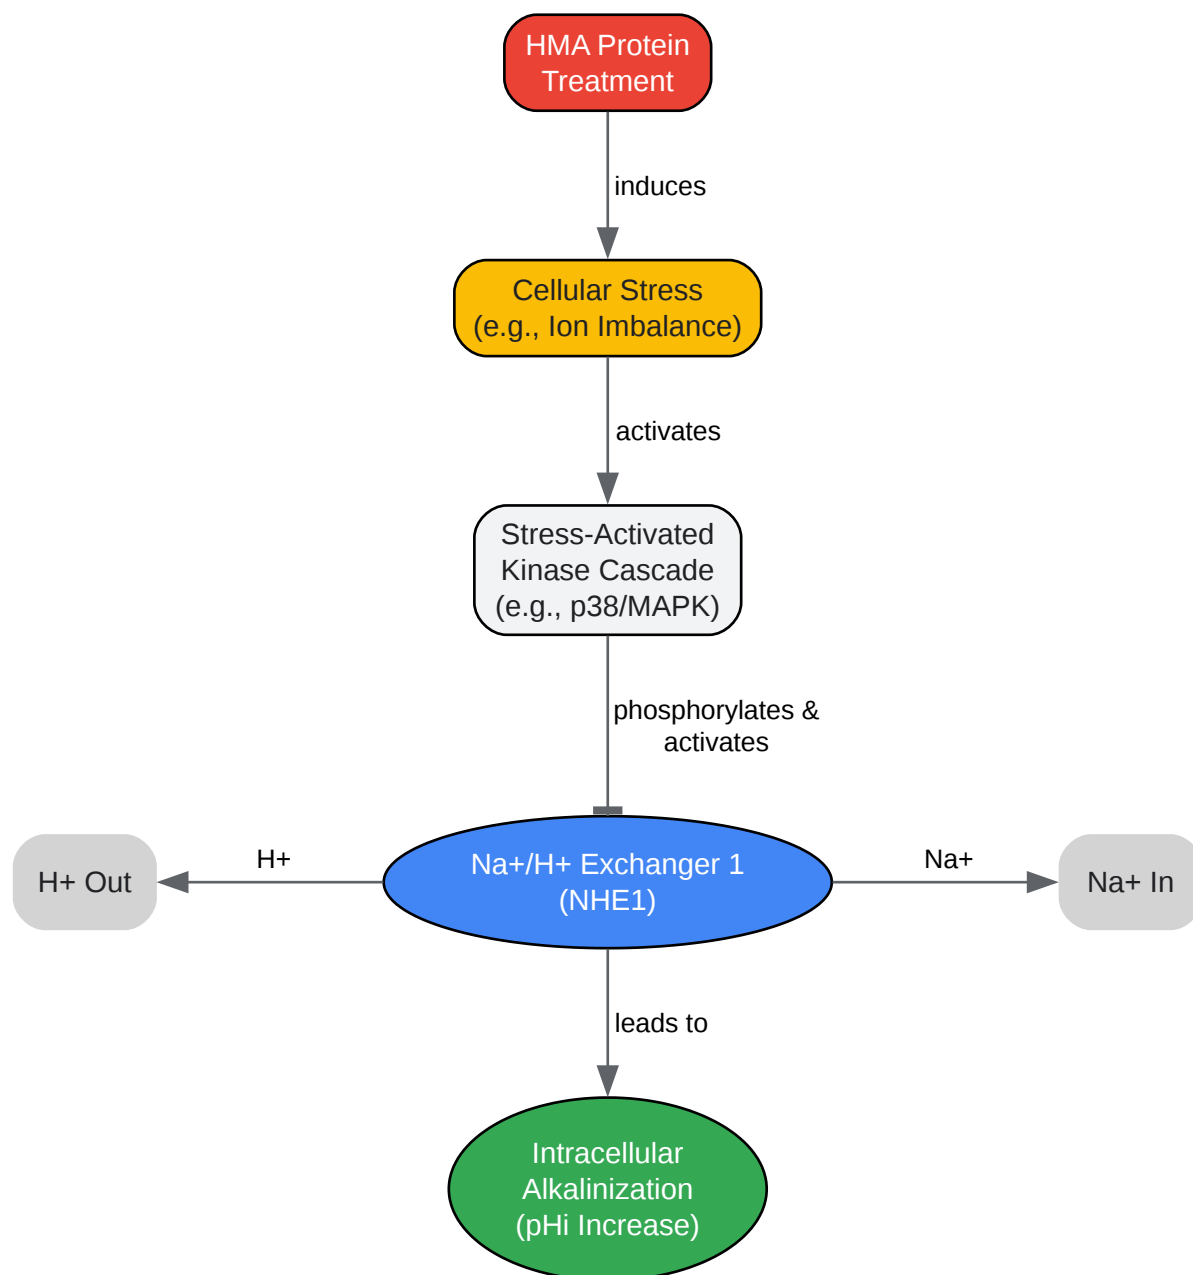 HMA Protein
Treatment
induces
Cellular Stress
(e.g., Ion Imbalance)
activates
Stress-Activated
Kinase Cascade
(e.g., p38/MAPK)
phosphorylates &
activates
H+ Out
H+
Na+/H+ Exchanger 1
(NHE1)
Na+
Na+ In
leads to
Intracellular
Alkalinization
(pHi Increase)